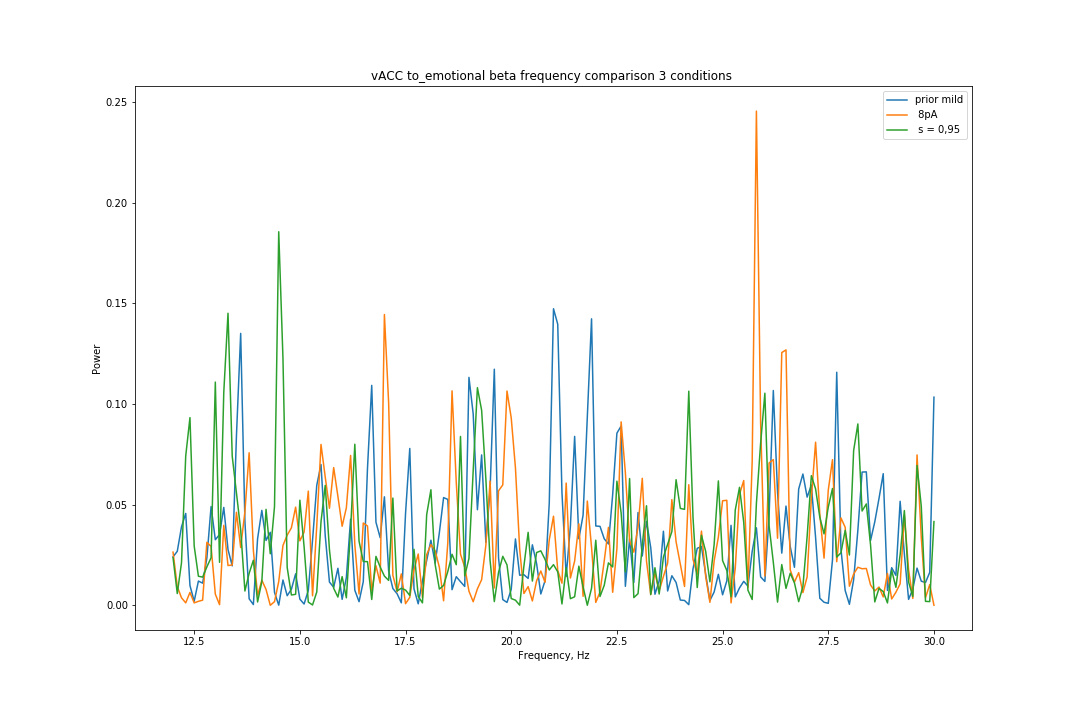 vACC to_emotional beta frequency comparison 3 conditions
prior mild
8pA
s = 0,95
0.25
0.20
0.15
0.10
0.05
0.00
Power
12.5 15.0 17.5 20.0 22.5 25.0 27.5 30.0
Frequency, Hz